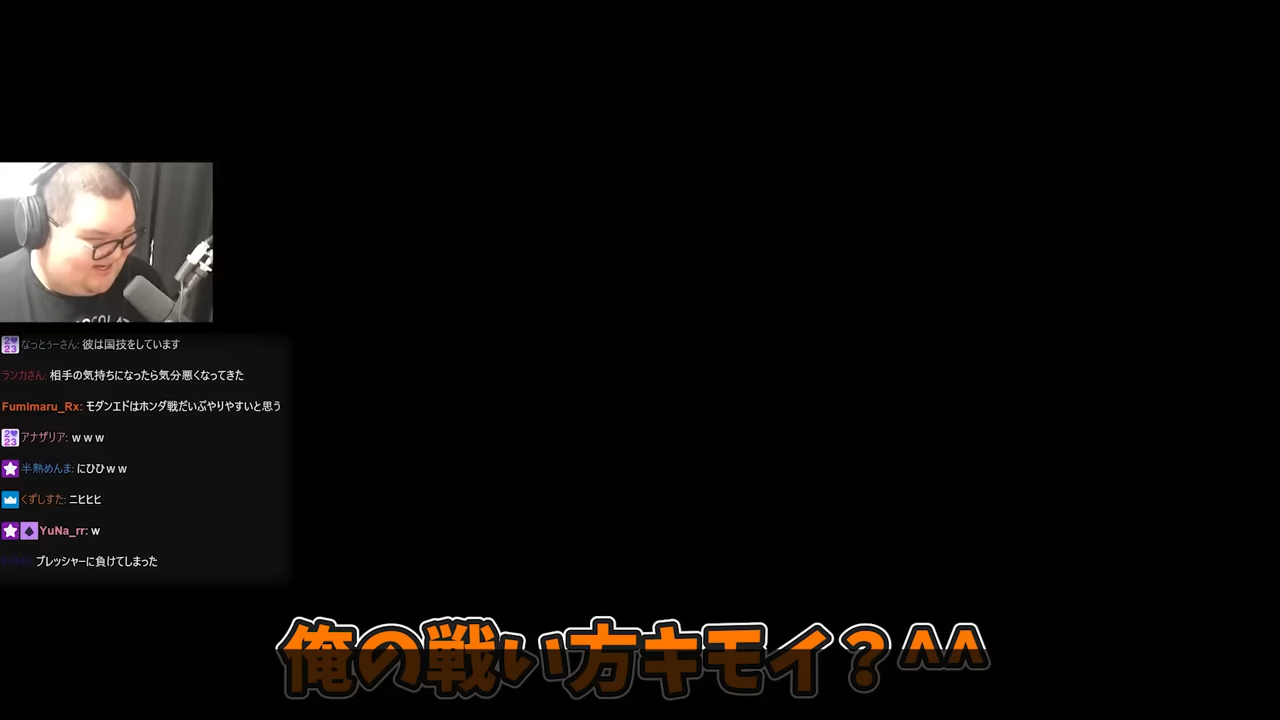 なっとぅーさん: 彼は国技をしています
ランカさん: 相手の気持ちになったら気分悪くなってきた
Fumimaru_Rx: モダンエドはホンダ戦だいぶやりやすいと思う
アナザリア: ｗｗｗ
半熟めんま: にひひｗｗ
くずしすた: ニヒヒヒ
YuNa_rr: w
プレッシャーに負けてしまった
俺の戦い方キモイ？^^